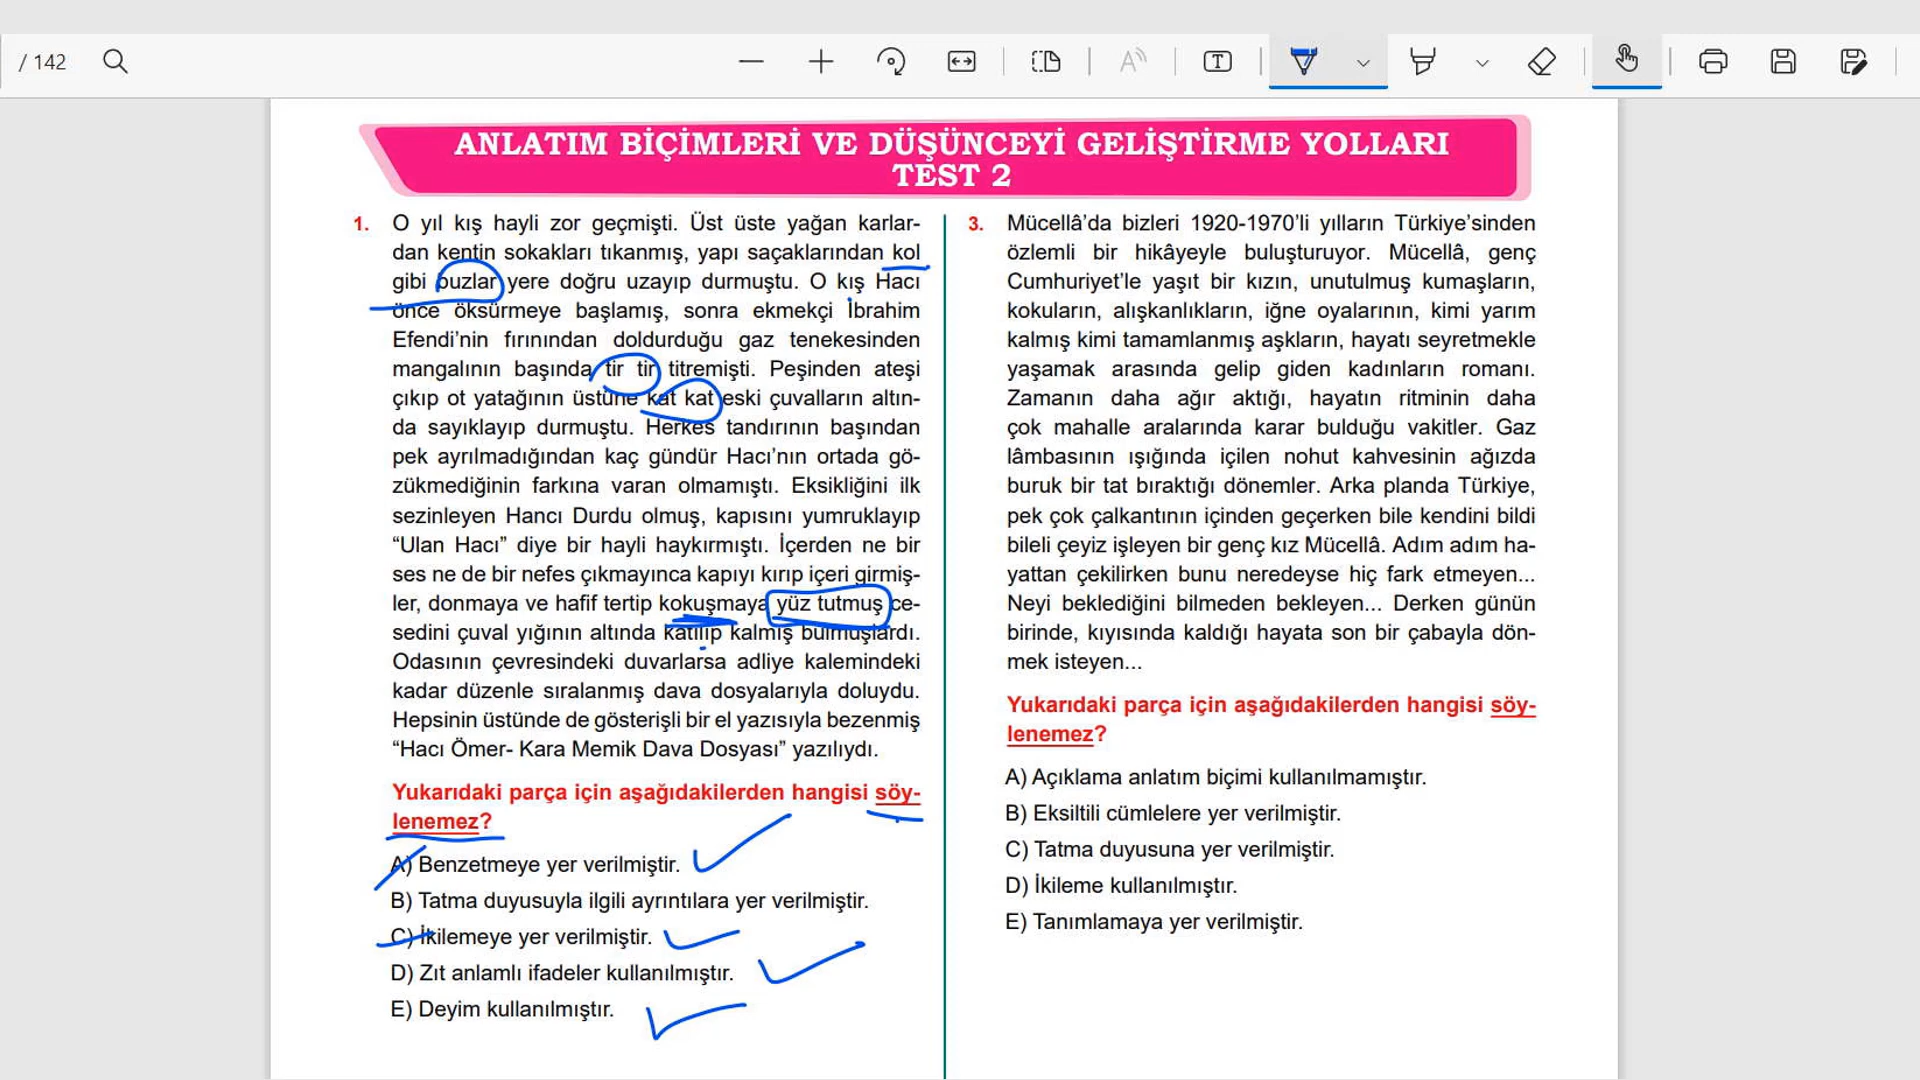 / 142
ANLATIM BİÇİMLERİ VE DÜŞÜNCEYİ GELİŞTİRME YOLLARI
TEST 2
1. O yıl kış hayli zor geçmişti. Üst üste yağan karlar-
dan kentin sokakları tıkanmış, yapı saçaklarından kol
gibi buzlar yere doğru uzayıp durmuştu. O kış Hacı
önce öksürmeye başlamış, sonra ekmekçi İbrahim
Efendi’nin fırınından doldurduğu gaz tenekesinden
mangalının başında tir tir titremişti. Peşinden ateşi
çıkıp ot yatağının üstüne kat kat eski çuvalların altın-
da sayıklayıp durmuştu. Herkes tandırının başından
pek ayrılmadığından kaç gündür Hacı’nın ortada gö-
zükmediğinin farkına varan olmamıştı. Eksikliğini ilk
sezinleyen Hancı Durdu olmuş, kapısını yumruklayıp
“Ulan Hacı” diye bir hayli haykırmıştı. İçerden ne bir
ses ne de bir nefes çıkmayınca kapıyı kırıp içeri girmiş-
ler, donmaya ve hafif tertip kokuşmaya yüz tutmuş ce-
sedini çuval yığının altında katılıp kalmış bulmuşlardı.
Odasının çevresindeki duvarlarsa adliye kalemindeki
kadar düzenle sıralanmış dava dosyalarıyla doluydu.
Hepsinin üstünde de gösterişli bir el yazısıyla bezenmiş
“Hacı Ömer- Kara Memik Dava Dosyası” yazılıydı.
Yukarıdaki parça için aşağıdakilerden hangisi söy-
lenemez?
A) Benzetmeye yer verilmiştir.
B) Tatma duyusuyla ilgili ayrıntılara yer verilmiştir.
C) İkilemeye yer verilmiştir.
D) Zıt anlamlı ifadeler kullanılmıştır.
E) Deyim kullanılmıştır.
3. Mücellâ’da bizleri 1920-1970’li yılların Türkiye’sinden
özlemli bir hikâyeyle buluşturuyor. Mücellâ, genç
Cumhuriyet’le yaşıt bir kızın, unutulmuş kumaşların,
kokuların, alışkanlıkların, iğne oyalarının, kimi yarım
kalmış kimi tamamlanmış aşkların, hayatı seyretmekle
yaşamak arasında gelip giden kadınların romanı.
Zamanın daha ağır aktığı, hayatın ritminin daha
çok mahalle aralarında karar bulduğu vakitler. Gaz
lâmbasının ışığında içilen nohut kahvesinin ağızda
buruk bir tat bıraktığı dönemler. Arka planda Türkiye,
pek çok çalkantının içinden geçerken bile kendini bildi
bileli çeyiz işleyen bir genç kız Mücellâ. Adım adım ha-
yattan çekilirken bunu neredeyse hiç fark etmeyen...
Neyi beklediğini bilmeden bekleyen... Derken günün
birinde, kıyısında kaldığı hayata son bir çabayla dön-
mek isteyen...
Yukarıdaki parça için aşağıdakilerden hangisi söy-
lenemez?
A) Açıklama anlatım biçimi kullanılmamıştır.
B) Eksiltili cümlelere yer verilmiştir.
C) Tatma duyusuna yer verilmiştir.
D) İkileme kullanılmıştır.
E) Tanımlamaya yer verilmiştir.